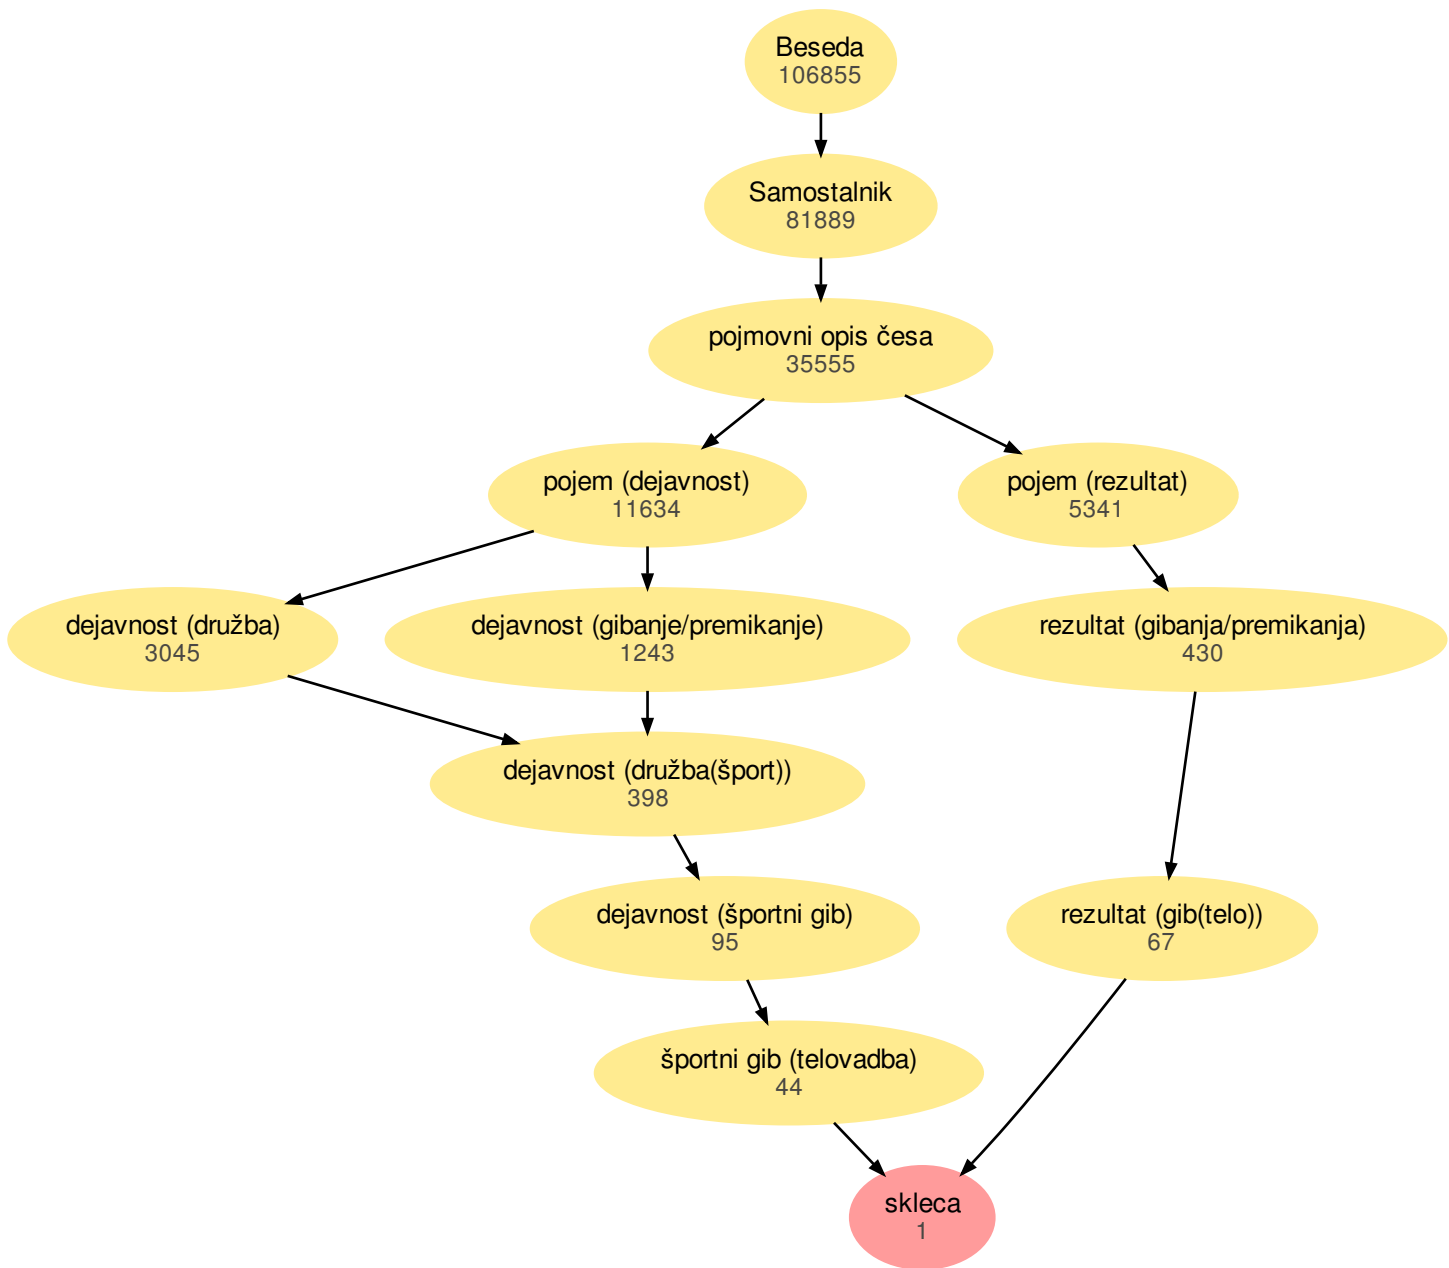 Beseda
106855
Samostalnik
81889
pojmovni opis česa
35555
pojem (dejavnost)
11634
pojem (rezultat)
5341
dejavnost (družba)
3045
dejavnost (gibanje/premikanje)
1243
rezultat (gibanja/premikanja)
430
dejavnost (družba(šport))
398
dejavnost (športni gib)
95
rezultat (gib(telo))
67
športni gib (telovadba)
44
skleca
1